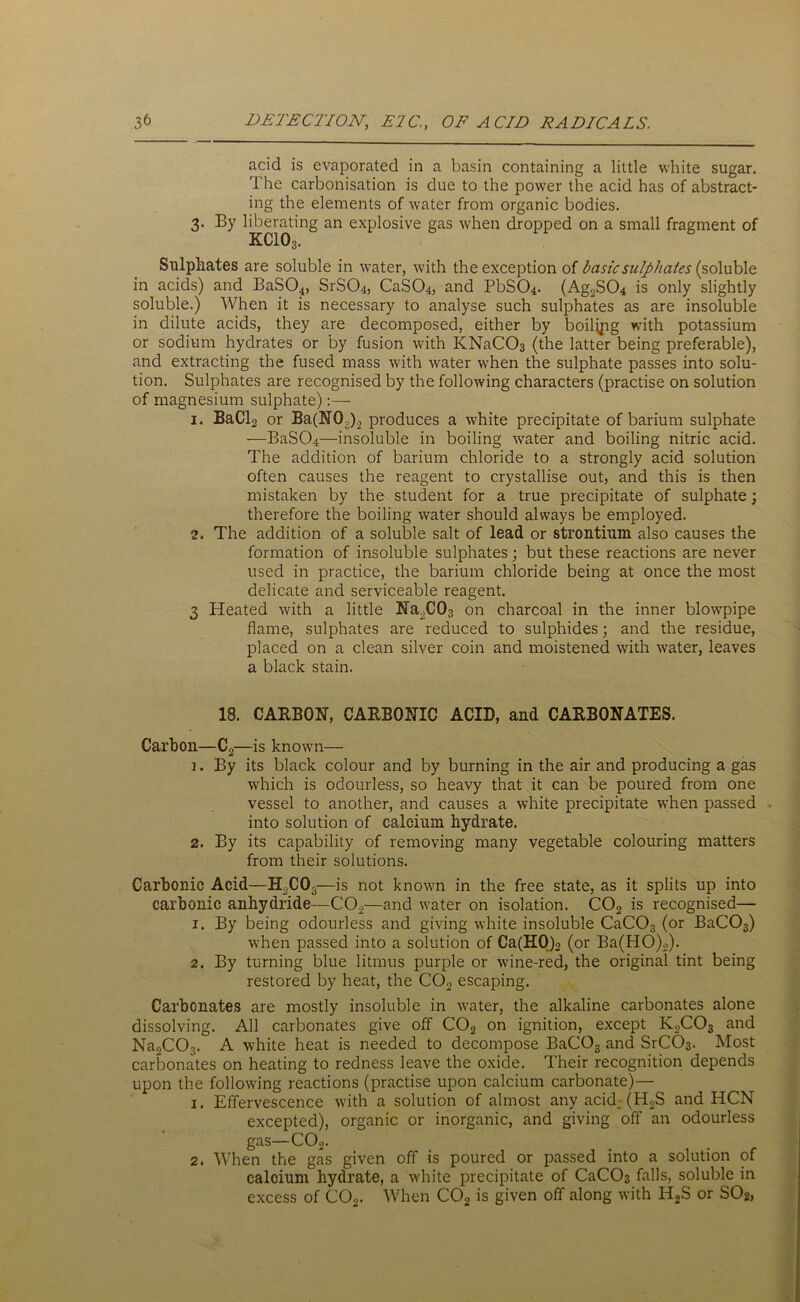 36 DETECTION, ETC., OF ACID RADICALS.
acid is evaporated in a basin containing a little white sugar.
The carbonisation is due to the power the acid has of abstract-
ing the elements of water from organic bodies.
3. By liberating an explosive gas when dropped on a small fragment of
KClO₃.
Sulphates are soluble in water, with the exception of basic sulphates (soluble
in acids) and BaSO₄, SrSO₄, CaSO₄, and PbSO₄. (Ag₂SO₄ is only slightly
soluble.) When it is necessary to analyse such sulphates as are insoluble
in dilute acids, they are decomposed, either by boiling with potassium
or sodium hydrates or by fusion with KNaCO₃ (the latter being preferable),
and extracting the fused mass with water when the sulphate passes into solu-
tion. Sulphates are recognised by the following characters (practise on solution
of magnesium sulphate):—
1. BaCl₂ or Ba(NO₃)₂ produces a white precipitate of barium sulphate
—BaSO₄—insoluble in boiling water and boiling nitric acid.
The addition of barium chloride to a strongly acid solution
often causes the reagent to crystallise out, and this is then
mistaken by the student for a true precipitate of sulphate;
therefore the boiling water should always be employed.
2. The addition of a soluble salt of lead or strontium also causes the
formation of insoluble sulphates; but these reactions are never
used in practice, the barium chloride being at once the most
delicate and serviceable reagent.
3 Heated with a little Na₂CO₃ on charcoal in the inner blowpipe
flame, sulphates are reduced to sulphides; and the residue,
placed on a clean silver coin and moistened with water, leaves
a black stain.
18. CARBON, CARBONIC ACID, and CARBONATES.
Carbon—C₂—is known—
1. By its black colour and by burning in the air and producing a gas
which is odourless, so heavy that it can be poured from one
vessel to another, and causes a white precipitate when passed
into solution of calcium hydrate.
2. By its capability of removing many vegetable colouring matters
from their solutions.
Carbonic Acid—H₂CO₃—is not known in the free state, as it splits up into
carbonic anhydride—CO₂—and water on isolation. CO₂ is recognised—
1. By being odourless and giving white insoluble CaCO₃ (or BaCO₃)
when passed into a solution of Ca(HO)₂ (or Ba(HO)₂).
2. By turning blue litmus purple or wine-red, the original tint being
restored by heat, the CO₂ escaping.
Carbonates are mostly insoluble in water, the alkaline carbonates alone
dissolving. All carbonates give off CO₂ on ignition, except K₂CO₃ and
Na₂CO₃. A white heat is needed to decompose BaCO₃ and SrCO₃. Most
carbonates on heating to redness leave the oxide. Their recognition depends
upon the following reactions (practise upon calcium carbonate)—
1. Effervescence with a solution of almost any acid (H₂S and HCN
excepted), organic or inorganic, and giving off an odourless
gas—CO₂.
2. When the gas given off is poured or passed into a solution of
calcium hydrate, a white precipitate of CaCO₃ falls, soluble in
excess of CO₂. When CO₂ is given off along with H₂S or SO₂,